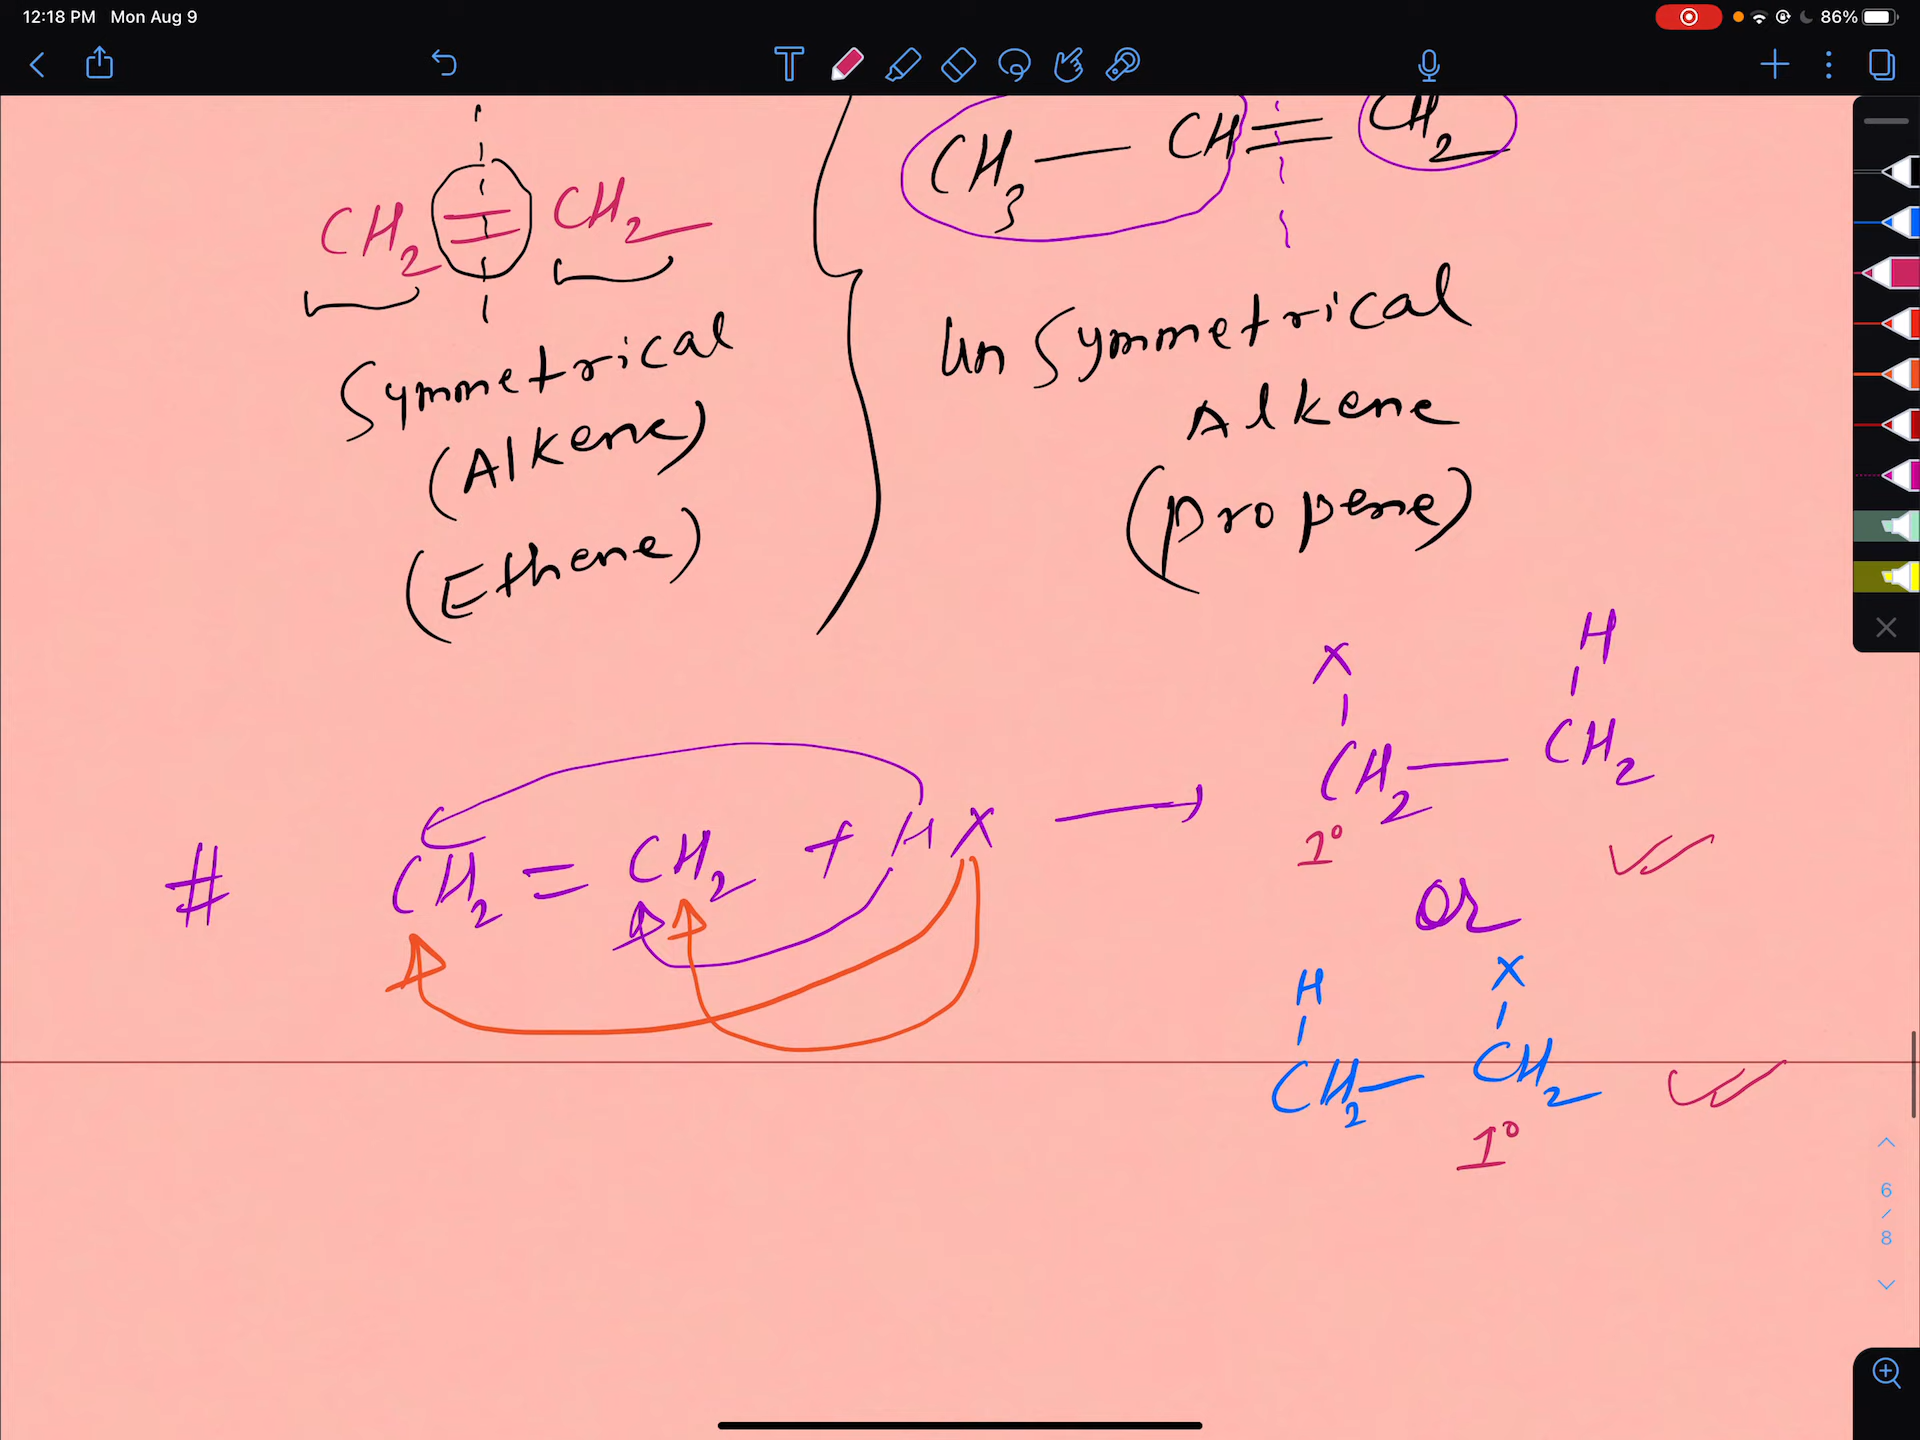 12:18 PM Mon Aug 9
86%
CH2 = CH2
Symmetrical
(Alkene)
(Ethene)
CH3 — CH = CH2
Un Symmetrical
Alkene
(propene)
# CH2 = CH2 + HX →
X H
CH2 — CH2
1°
or
H X
CH2 — CH2
1°
6
/
8